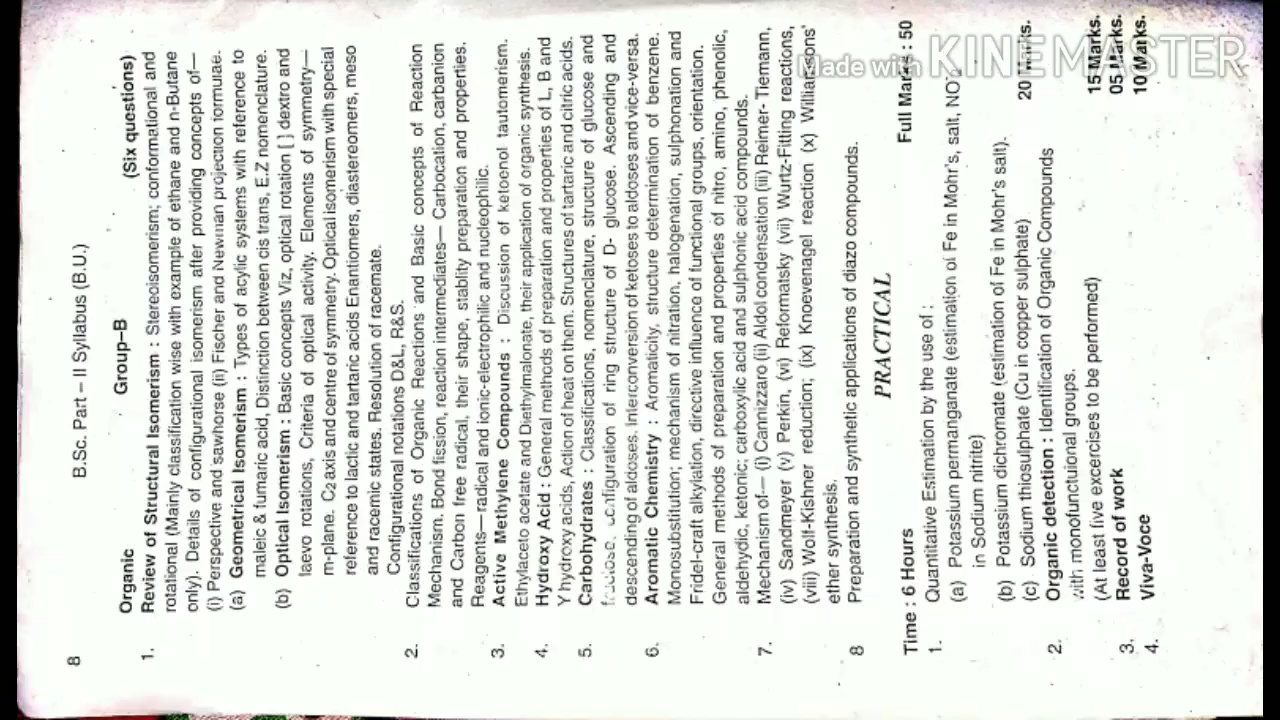 8
B.Sc. Part – II Syllabus (B.U.)
Organic Group–B (Six questions)
1. Review of Structural Isomerism : Stereoisomerism; conformational and
rotational (Mainly classification wise with example of ethane and n-Butane
only). Details of configurational isomerism after providing concepts of—
(i) Perspective and sawhorse (ii) Fischer and Newman projection formulae.
(a) Geometrical Isomerism : Types of acylic systems with reference to
maleic & fumaric acid, Distinction between cis trans, E.Z nomenclature.
(b) Optical Isomerism : Basic concepts Viz, optical rotation [ ] dextro and
laevo rotations, Criteria of optical activity. Elements of symmetry—
m-plane. C2 axis and centre of symmetry. Optical isomerism with special
reference to lactic and tartaric acids Enantiomers, diastereomers, meso
and racemic states. Resolution of racemate.
Configurational notations D&L, R&S.
2. Classifications of Organic Reactions and Basic concepts of Reaction
Mechanism. Bond fission, reaction intermediates— Carbocation, carbanion
and Carbon free radical, their shape, stablity preparation and properties.
Reagents—radical and ionic-electrophilic and nucleophilic.
3. Active Methylene Compounds : Discussion of ketoenol tautomerism.
Ethylaceto acetate and Diethylmalonate, their application of organic synthesis.
4. Hydroxy Acid : General methods of preparation and properties of L, B and
Y hydroxy acids, Action of heat on them. Structures of tartaric and citric acids.
5. Carbohydrates : Classifications, nomenclature, structure of glucose and
configuration of ring structure of D- glucose. Ascending and
descending of aldoses. Interconversion of ketoses to aldoses and vice-versa.
6. Aromatic Chemistry : Aromaticity, structure determination of benzene.
Monosubstitution; mechanism of nitration, halogenation, sulphonation and
Fridel-craft alkylation, directive influence of functional groups, orientation.
General methods of preparation and properties of nitro, amino, phenolic,
aldehydic, ketonic; carboxylic acid and sulphonic acid compounds.
7. Mechanism of— (i) Cannizzaro (ii) Aldol condensation (iii) Reimer- Tiemann,
(iv) Sandmeyer (v) Perkin, (vi) Reformatsky (vii) Wurtz-Fitting reactions,
(viii) Wolf-Kishner reduction; (ix) Knoevenagel reaction (x) Williamsons'
ether synthesis.
8 Preparation and synthetic applications of diazo compounds.
PRACTICAL
Time : 6 Hours Full Marks : 50
1. Quantitative Estimation by the use of :
(a) Potassium permanganate (estimation of Fe in Mohr's, salt,
in Sodium nitrite)
(b) Potassium dichromate (estimation of Fe in Mohr's salt).
(c) Sodium thiosulphate (Cu in copper sulphate) 20 Marks.
2. Organic detection : Identification of Organic Compounds
with monofunctuional groups.
(At least five excercises to be performed) 15 Marks.
3. Record of work 05 Marks.
4. Viva-Voce 10 Marks.
Made with KINEMASTER